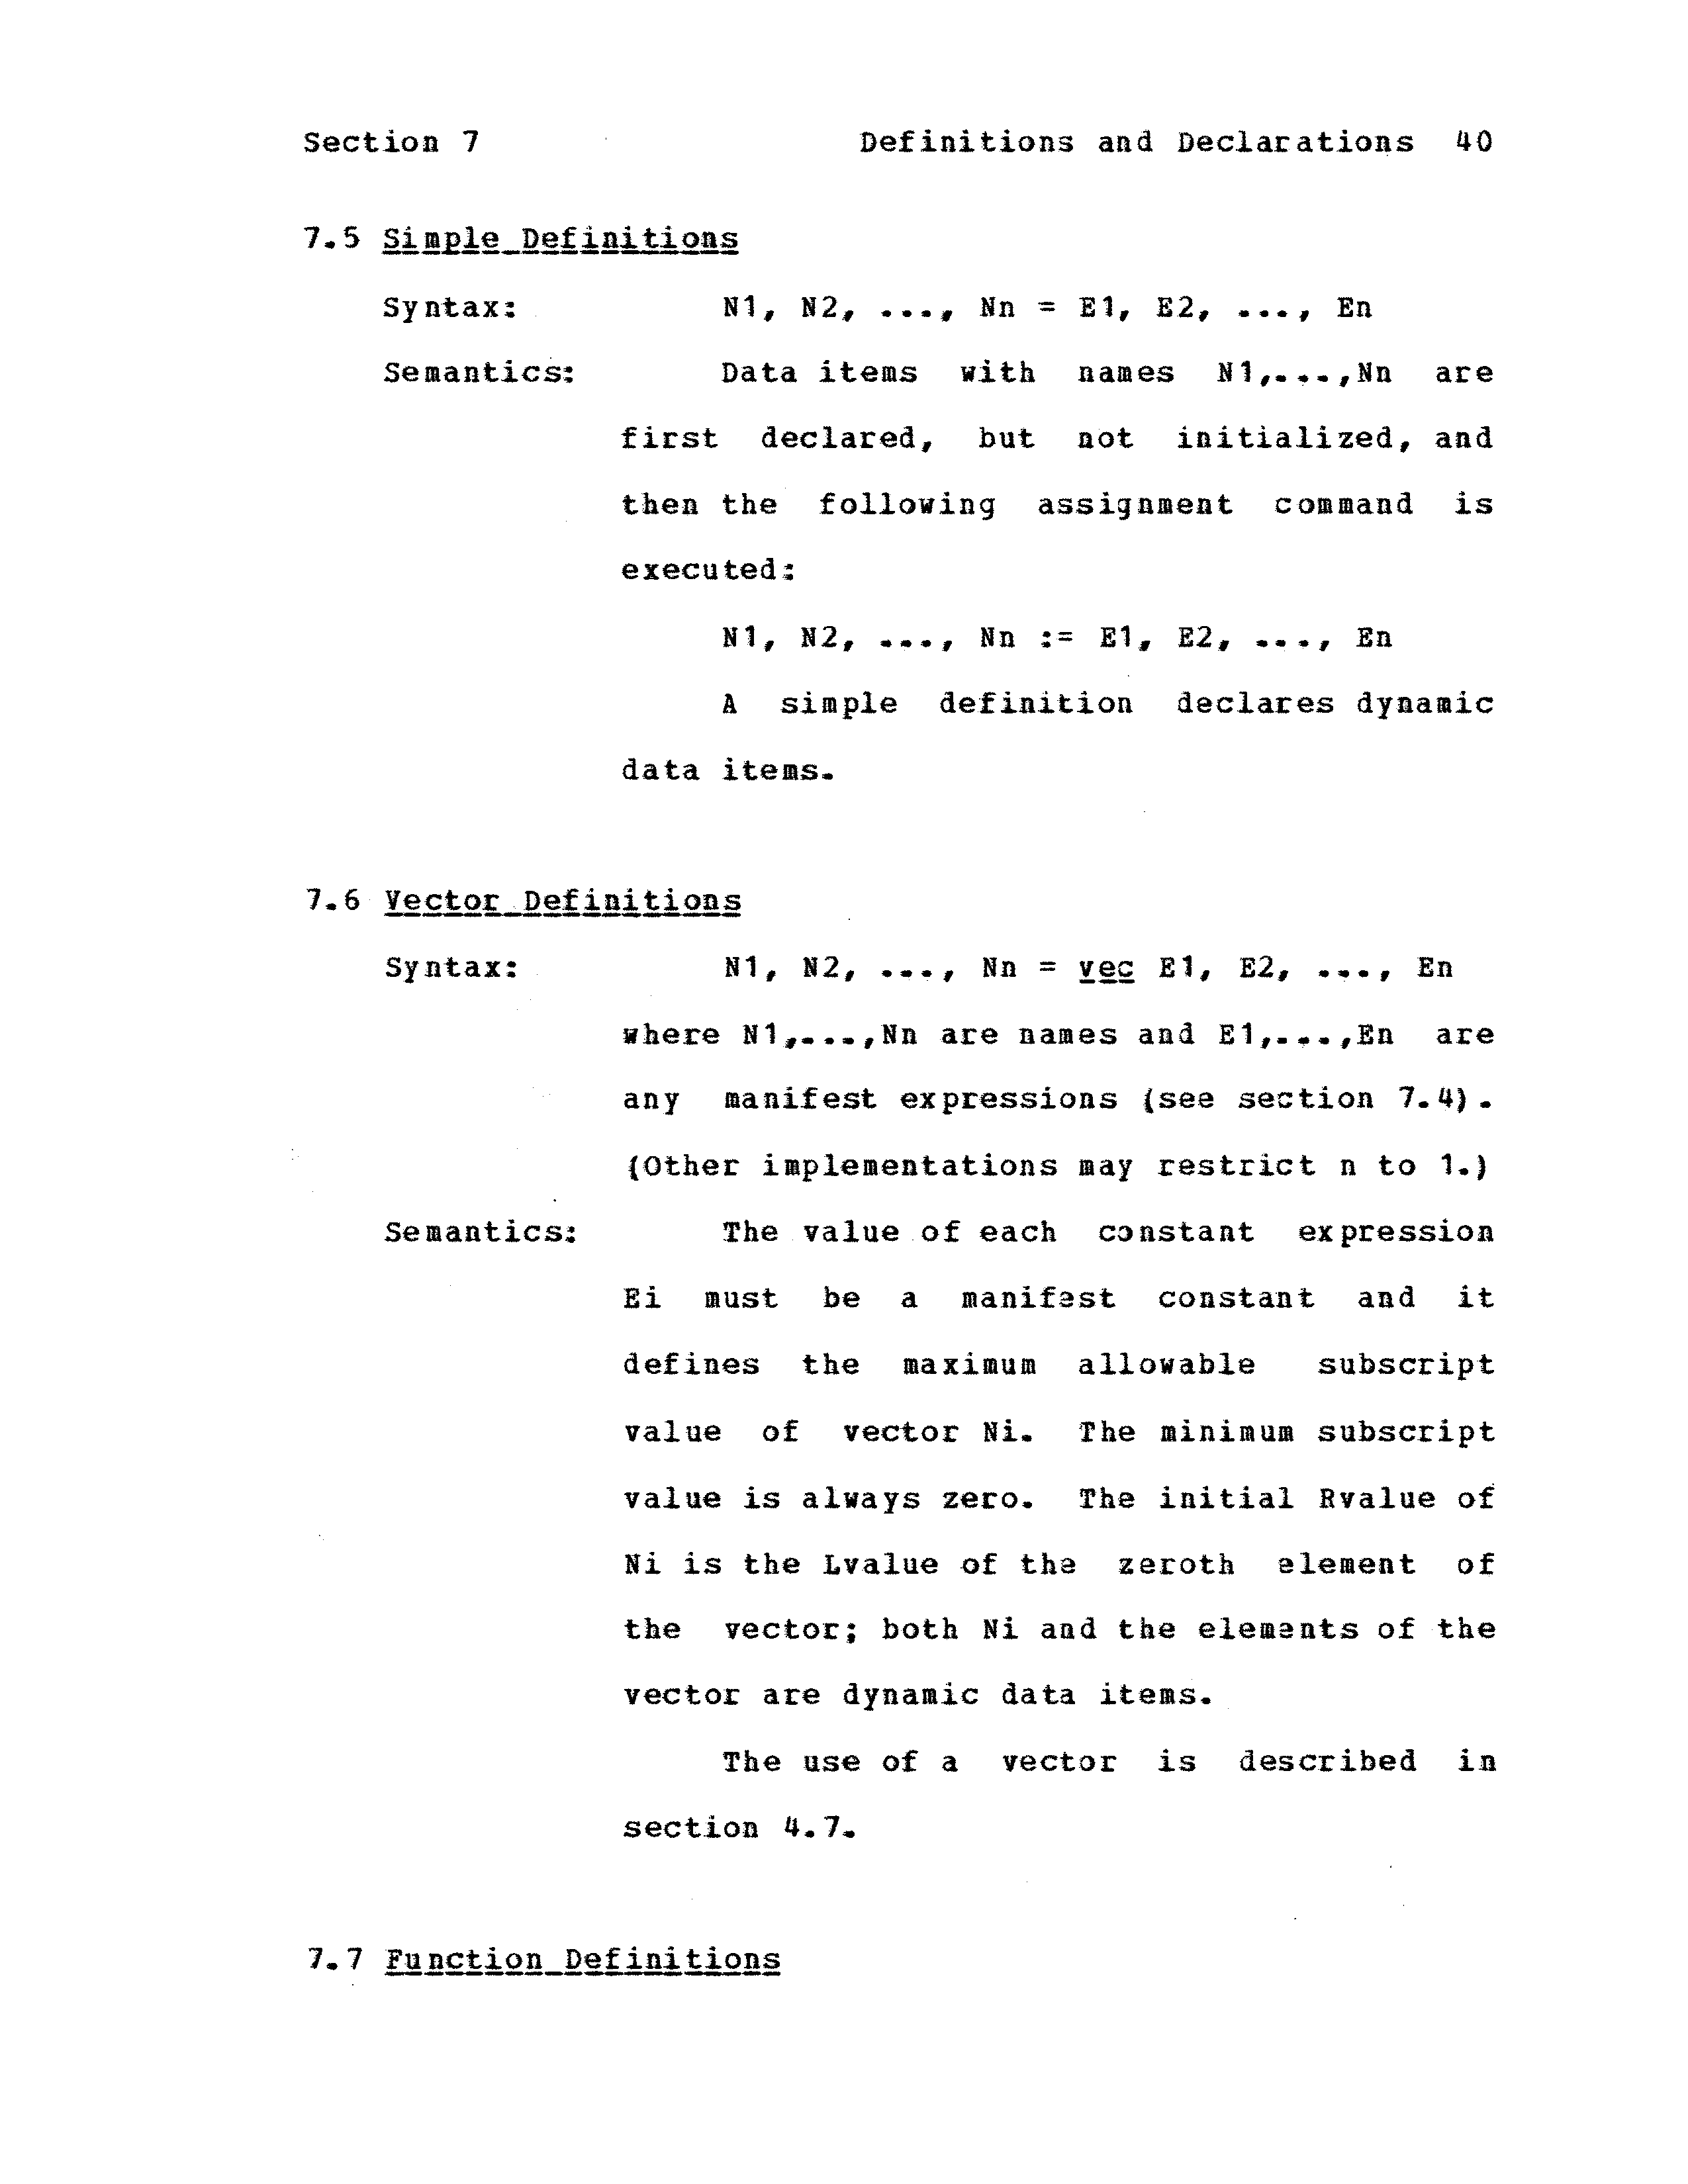 Section 7 Definitions and Declarations 40
7.5 Simple Definitions
Syntax: N1, N2, ..., Nn = E1, E2, ..., En
Semantics: Data items with names N1,...,Nn are
first declared, but not initialized, and
then the following assignment command is
executed:
N1, N2, ..., Nn := E1, E2, ..., En
A simple definition declares dynamic
data items.
7.6 Vector Definitions
Syntax: N1, N2, ..., Nn = vec E1, E2, ..., En
where N1,...,Nn are names and E1,...,En are
any manifest expressions (see section 7.4).
(Other implementations may restrict n to 1.)
Semantics: The value of each constant expression
Ei must be a manifest constant and it
defines the maximum allowable subscript
value of vector Ni. The minimum subscript
value is always zero. The initial Rvalue of
Ni is the Lvalue of the zeroth element of
the vector; both Ni and the elements of the
vector are dynamic data items.
The use of a vector is described in
section 4.7.
7.7 Function Definitions